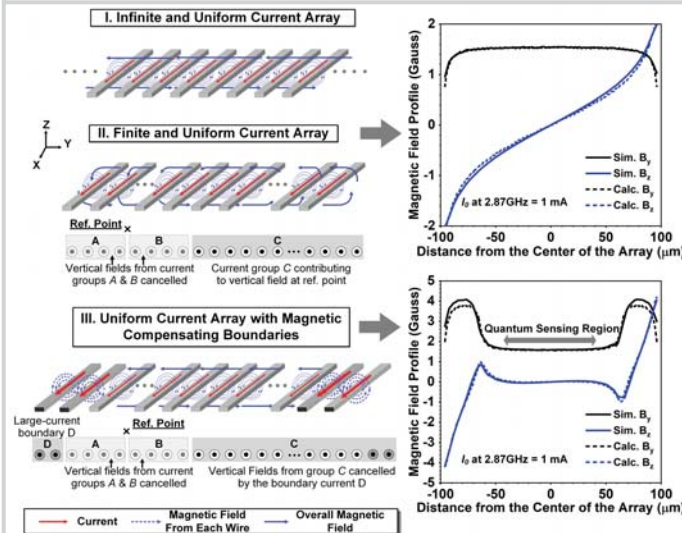 I. Infinite and Uniform Current Array
Z
Y
X
II. Finite and Uniform Current Array
Ref. Point
×
A
B
C
Vertical fields from current
groups A & B cancelled
Current group C contributing
to vertical field at ref. point
III. Uniform Current Array with Magnetic
Compensating Boundaries
Large-current
boundary D
Ref. Point
×
D
A
B
C
Vertical fields from current
groups A & B cancelled
Vertical Fields from group C cancelled
by the boundary current D
Current
Magnetic Field
From Each Wire
Overall Magnetic
Field
Magnetic Field Profile (Gauss)
2
1
0
-1
-2
Sim. By
Sim. Bz
Calc. By
Calc. Bz
I0 at 2.87GHz = 1 mA
-100
-50
0
50
100
Distance from the Center of the Array (μm)
Magnetic Field Profile (Gauss)
5
4
3
2
1
0
-1
-2
-3
-4
-5
Quantum Sensing Region
Sim. By
Sim. Bz
Calc. By
Calc. Bz
I0 at 2.87GHz = 1 mA
-100
-50
0
50
100
Distance from the Center of the Array (μm)